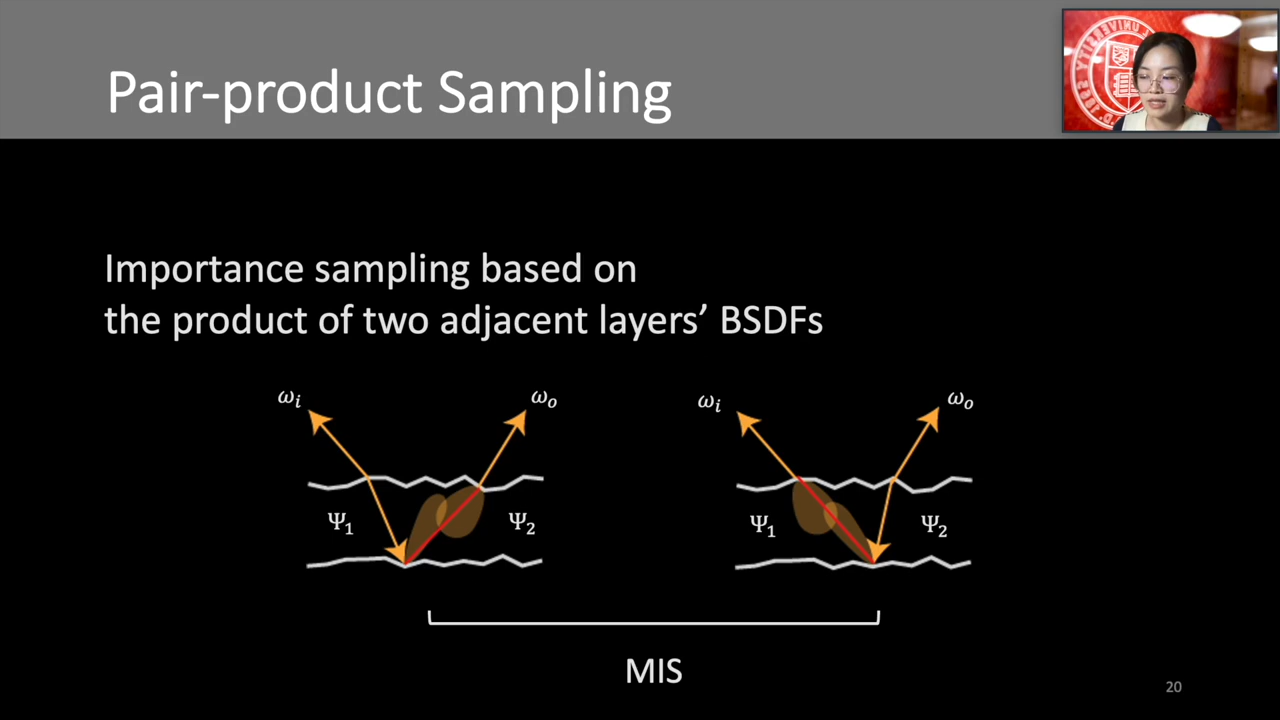 Pair-product Sampling
Importance sampling based on
the product of two adjacent layers’ BSDFs
ωᵢ
ωₒ
ωᵢ
ωₒ
Ψ₁
Ψ₂
Ψ₁
Ψ₂
MIS
20